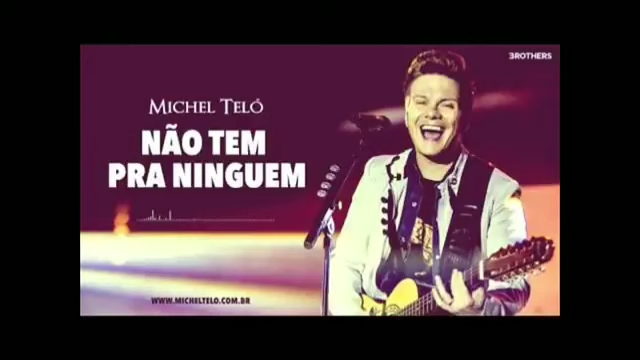 3ROTHERS
MICHEL TELÓ
NÃO TEM
PRA NINGUEM
WWW.MICHELTELO.COM.BR